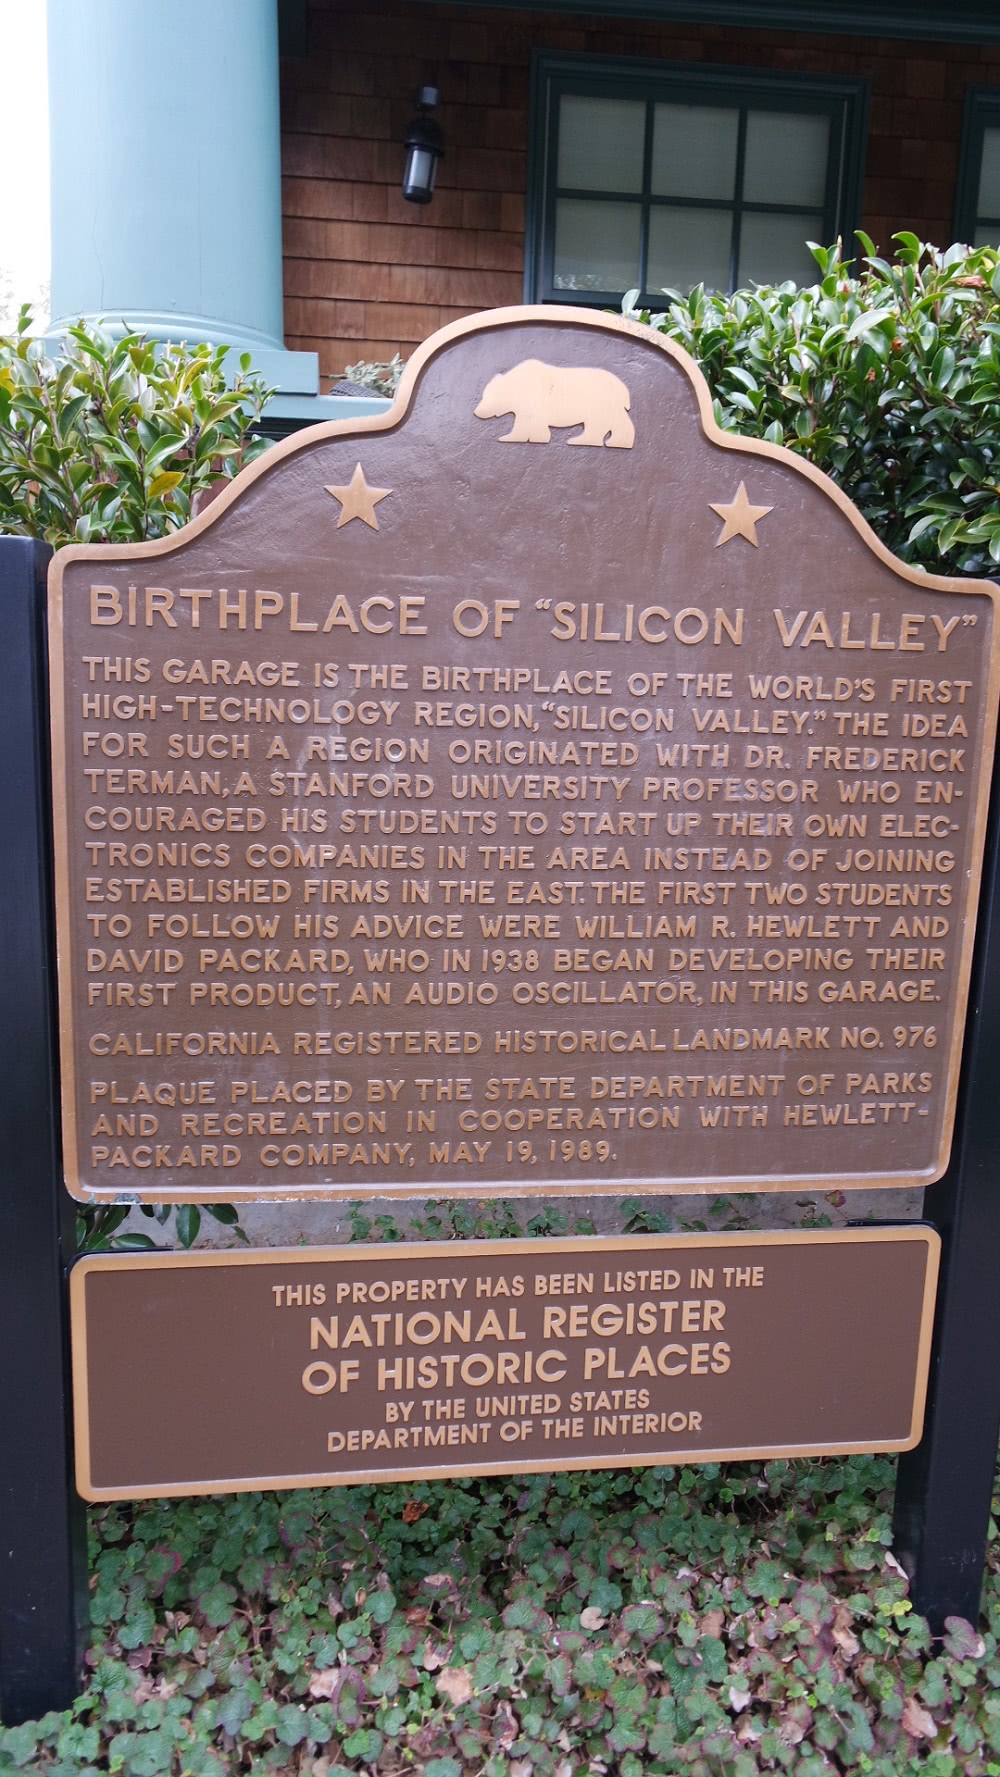 BIRTHPLACE OF "SILICON VALLEY"
THIS GARAGE IS THE BIRTHPLACE OF THE WORLD'S FIRST
HIGH-TECHNOLOGY REGION, "SILICON VALLEY." THE IDEA
FOR SUCH A REGION ORIGINATED WITH DR. FREDERICK
TERMAN, A STANFORD UNIVERSITY PROFESSOR WHO EN-
COURAGED HIS STUDENTS TO START UP THEIR OWN ELEC-
TRONICS COMPANIES IN THE AREA INSTEAD OF JOINING
ESTABLISHED FIRMS IN THE EAST. THE FIRST TWO STUDENTS
TO FOLLOW HIS ADVICE WERE WILLIAM R. HEWLETT AND
DAVID PACKARD, WHO IN 1938 BEGAN DEVELOPING THEIR
FIRST PRODUCT, AN AUDIO OSCILLATOR, IN THIS GARAGE.
CALIFORNIA REGISTERED HISTORICAL LANDMARK NO. 976
PLAQUE PLACED BY THE STATE DEPARTMENT OF PARKS
AND RECREATION IN COOPERATION WITH HEWLETT-
PACKARD COMPANY, MAY 19, 1989.
THIS PROPERTY HAS BEEN LISTED IN THE
NATIONAL REGISTER
OF HISTORIC PLACES
BY THE UNITED STATES
DEPARTMENT OF THE INTERIOR